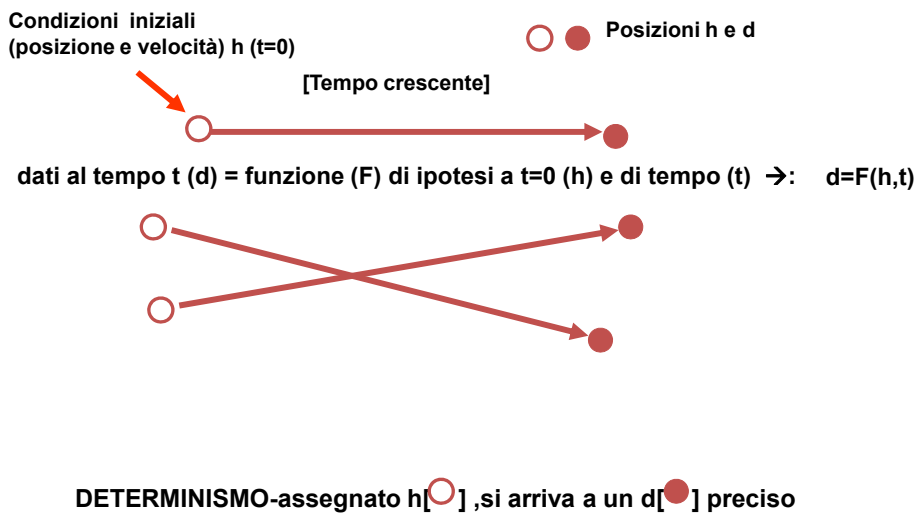 Condizioni iniziali
(posizione e velocità) h (t=0)
Posizioni h e d
[Tempo crescente]
dati al tempo t (d) = funzione (F) di ipotesi a t=0 (h) e di tempo (t) →: d=F(h,t)
DETERMINISMO-assegnato h[ ] ,si arriva a un d[ ] preciso